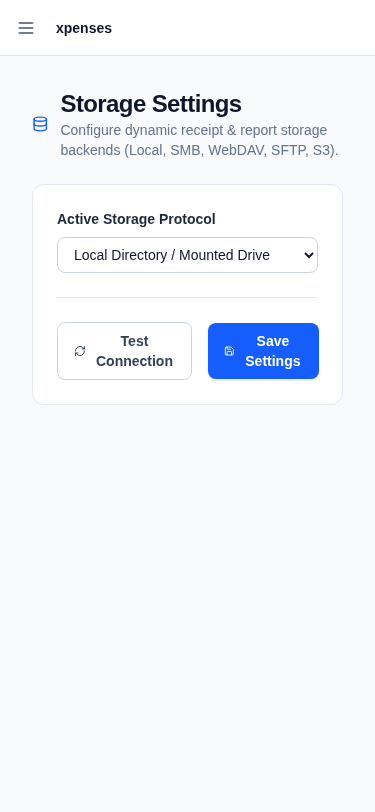 xpenses
Storage Settings
Configure dynamic receipt & report storage
backends (Local, SMB, WebDAV, SFTP, S3).
Active Storage Protocol
Local Directory / Mounted Drive
Test
Connection
Save
Settings